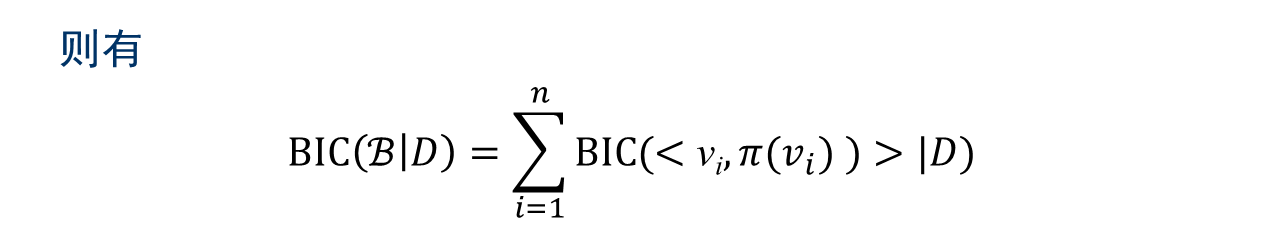 则有
BIC(ℬ|D) = ∑_{i=1}^{n} BIC(< v_i, π(v_i) ) > |D)